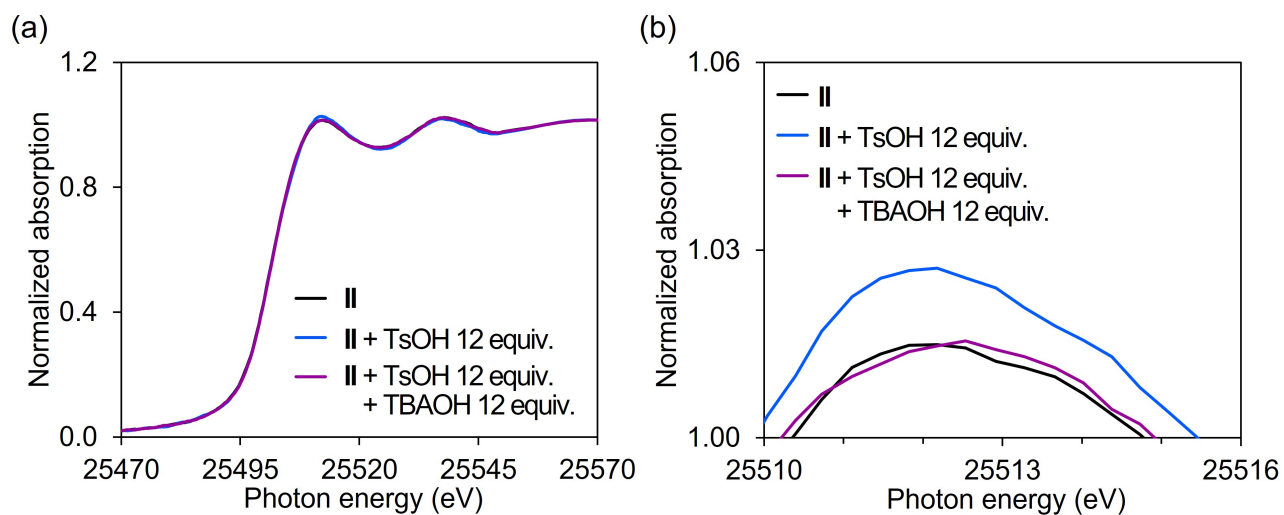 (a)
Normalized absorption
1.2
0.8
0.4
0.0
II
II + TsOH 12 equiv.
II + TsOH 12 equiv.
+ TBAOH 12 equiv.
25470
25495
25520
25545
25570
Photon energy (eV)
(b)
Normalized absorption
1.06
1.03
1.00
II
II + TsOH 12 equiv.
II + TsOH 12 equiv.
+ TBAOH 12 equiv.
25510
25513
25516
Photon energy (eV)